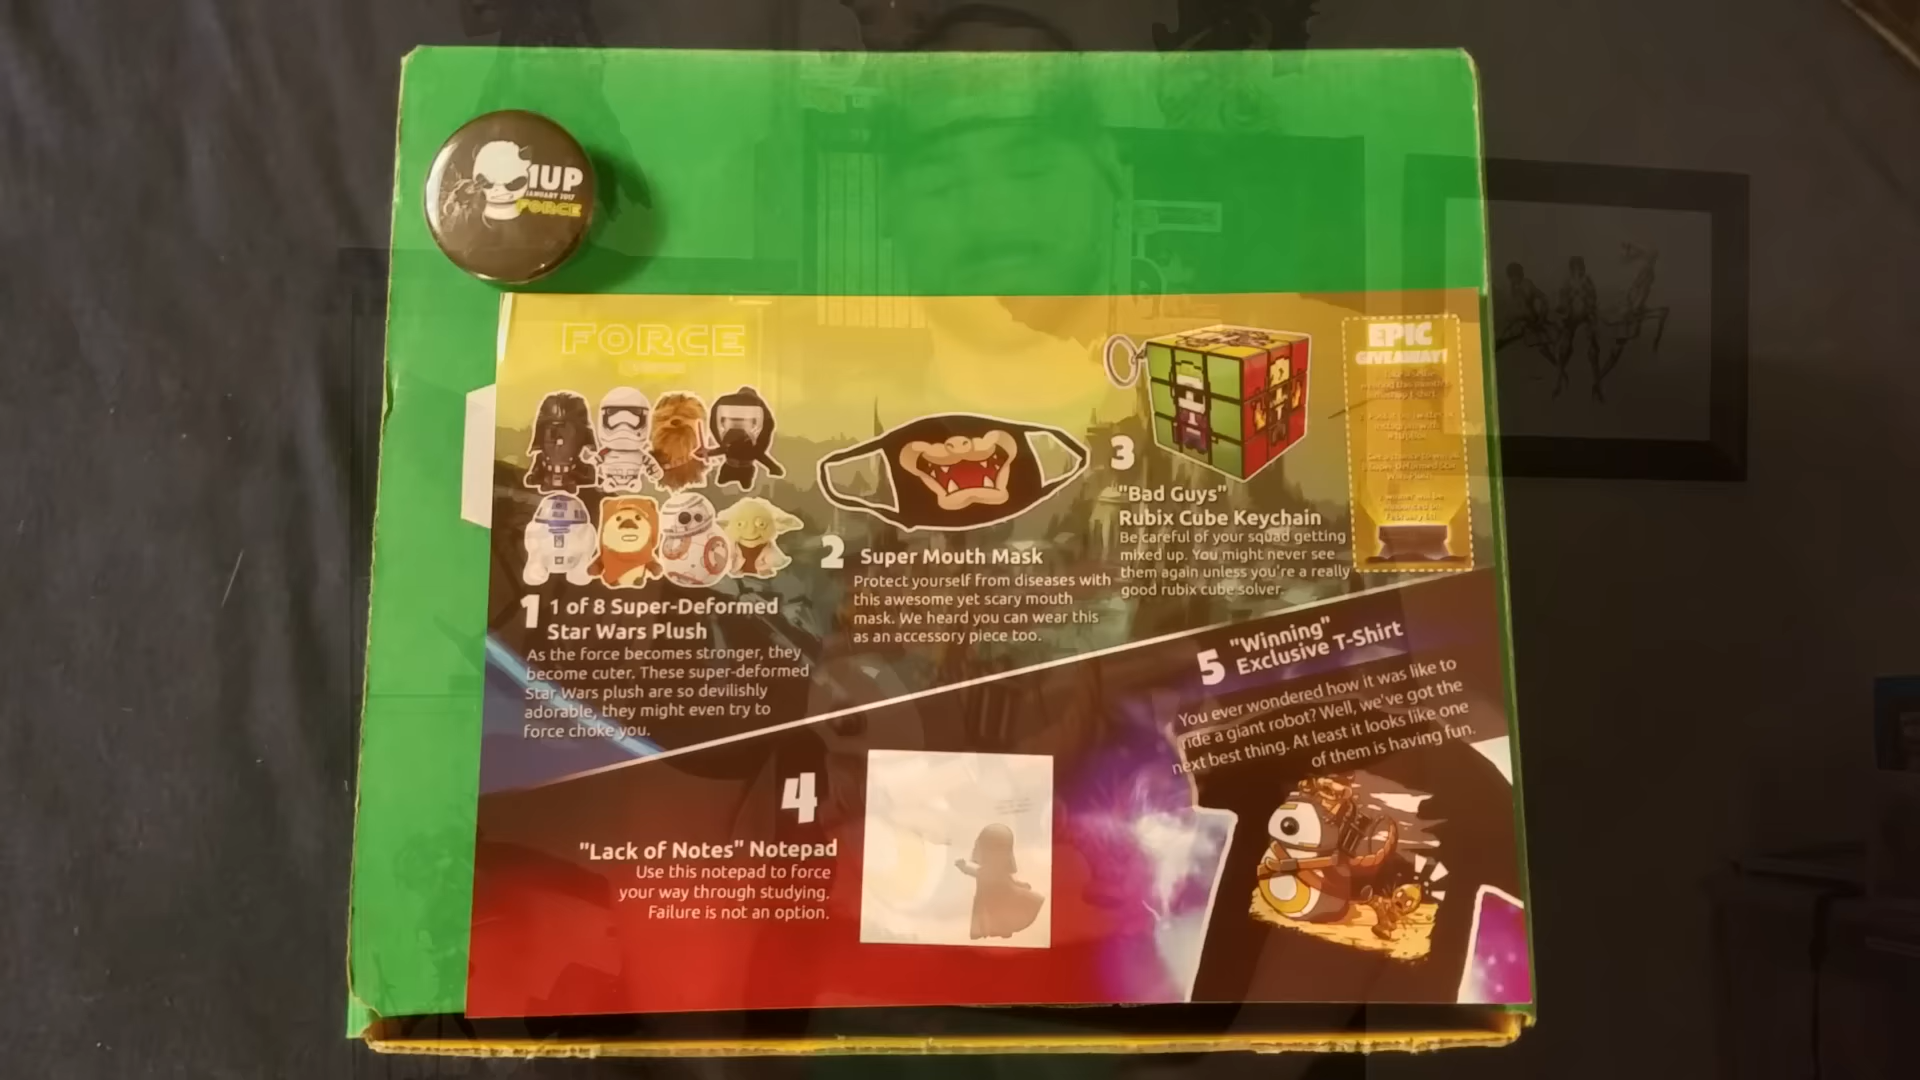 1UP
JANUARY 2017
FORCE
FORCE
1
1 of 8 Super-Deformed
Star Wars Plush
As the force becomes stronger, they
become cuter. These super-deformed
Star Wars plush are so devilishly
adorable, they might even try to
force choke you.
2
Super Mouth Mask
Protect yourself from diseases with
this awesome yet scary mouth
mask. We heard you can wear this
as an accessory piece too.
3
"Bad Guys"
Rubix Cube Keychain
Be careful of your squad getting
mixed up. You might never see
them again unless you're a really
good rubix cube solver.
EPIC
GIVEAWAY!
4
"Lack of Notes" Notepad
Use this notepad to force
your way through studying.
Failure is not an option.
5
"Winning"
Exclusive T-Shirt
You ever wondered how it was like to
ride a giant robot? Well, we've got the
next best thing. At least it looks like one
of them is having fun.